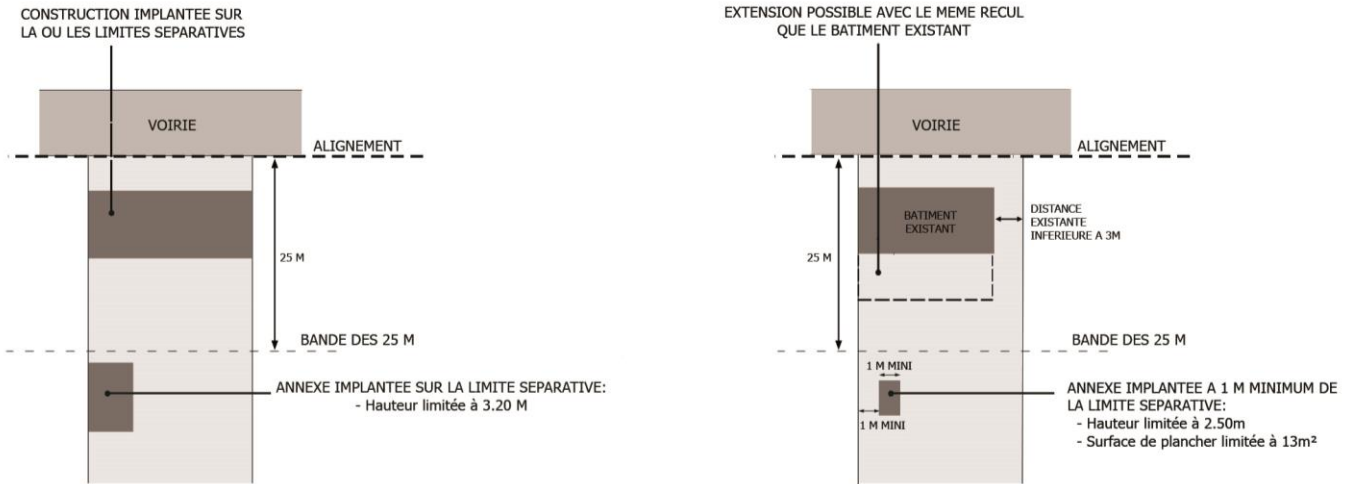 CONSTRUCTION IMPLANTEE SUR
LA OU LES LIMITES SEPARATIVES
VOIRIE
ALIGNEMENT
25 M
BANDE DES 25 M
ANNEXE IMPLANTEE SUR LA LIMITE SEPARATIVE:
- Hauteur limitée à 3.20 M
EXTENSION POSSIBLE AVEC LE MEME RECUL
QUE LE BATIMENT EXISTANT
VOIRIE
ALIGNEMENT
BATIMENT
EXISTANT
DISTANCE
EXISTANTE
INFERIEURE A 3M
25 M
BANDE DES 25 M
1 M MINI
1 M MINI
ANNEXE IMPLANTEE A 1 M MINIMUM DE
LA LIMITE SEPARATIVE:
- Hauteur limitée à 2.50m
- Surface de plancher limitée à 13m²